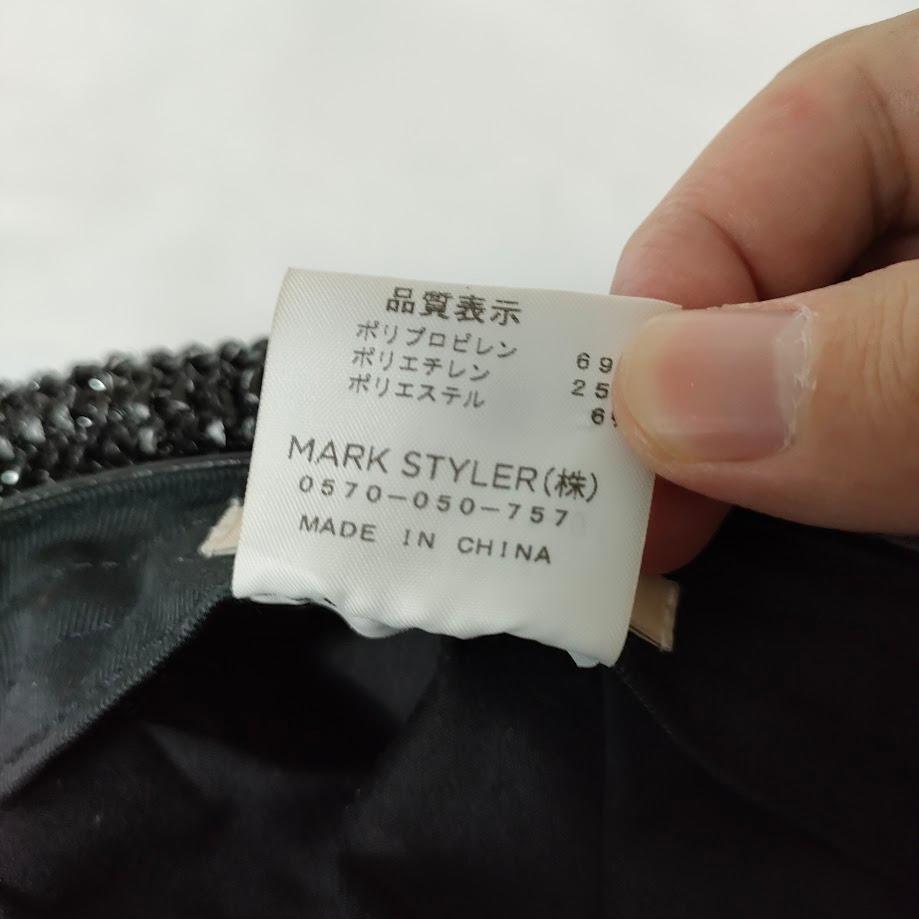 品質表示
ポリプロピレン 69
ポリエチレン 25
ポリエステル 6
MARK STYLER(株)
0570-050-757
MADE IN CHINA